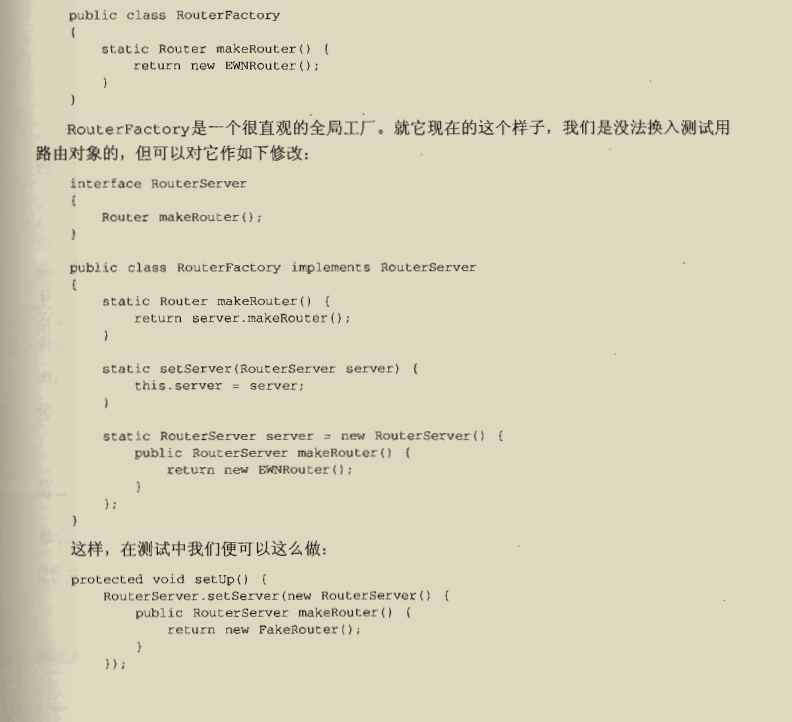 public class RouterFactory
{
    static Router makeRouter() {
        return new EWNRouter();
    }
}
RouterFactory是一个很直观的全局工厂。就它现在的这个样子，我们是没法换入测试用
路由对象的，但可以对它作如下修改：
interface RouterServer
{
    Router makeRouter();
}
public class RouterFactory implements RouterServer
{
    static Router makeRouter() {
        return server.makeRouter();
    }
    static setServer(RouterServer server) {
        this.server = server;
    }
    static RouterServer server = new RouterServer() {
        public RouterServer makeRouter() {
            return new EWNRouter();
        }
    };
}
这样，在测试中我们便可以这么做：
protected void setUp() {
    RouterServer.setServer(new RouterServer() {
        public RouterServer makeRouter() {
            return new FakeRouter();
        }
    });